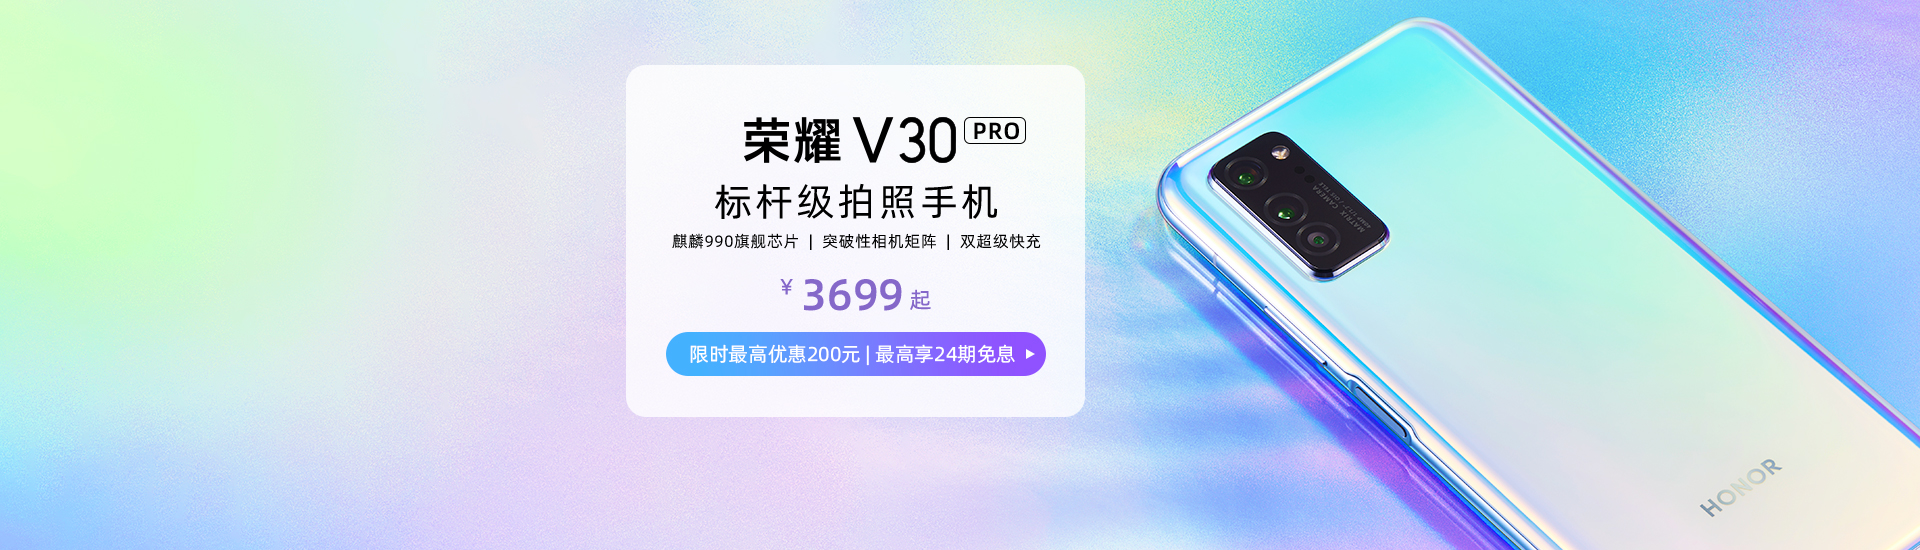 荣耀 V30 PRO
标杆级拍照手机
麒麟990旗舰芯片 | 突破性相机矩阵 | 双超级快充
¥ 3699 起
限时最高优惠200元 | 最高享24期免息
MATRIX CAMERA
HONOR